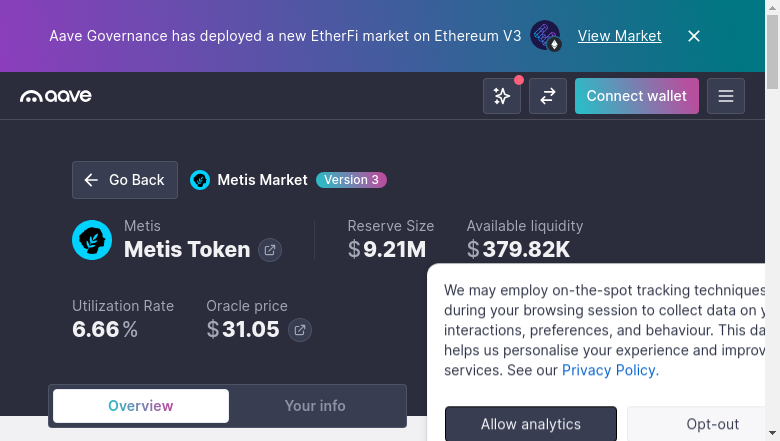 Aave Governance has deployed a new EtherFi market on Ethereum V3 View Market
aave
Connect wallet
Go Back Metis Market Version 3
Metis
Metis Token
Reserve Size
$9.21M
Available liquidity
$379.82K
Utilization Rate
6.66%
Oracle price
$31.05
We may employ on-the-spot tracking techniques
during your browsing session to collect data on y
interactions, preferences, and behaviour. This da
helps us personalise your experience and improv
services. See our Privacy Policy.
Allow analytics
Opt-out
Overview
Your info